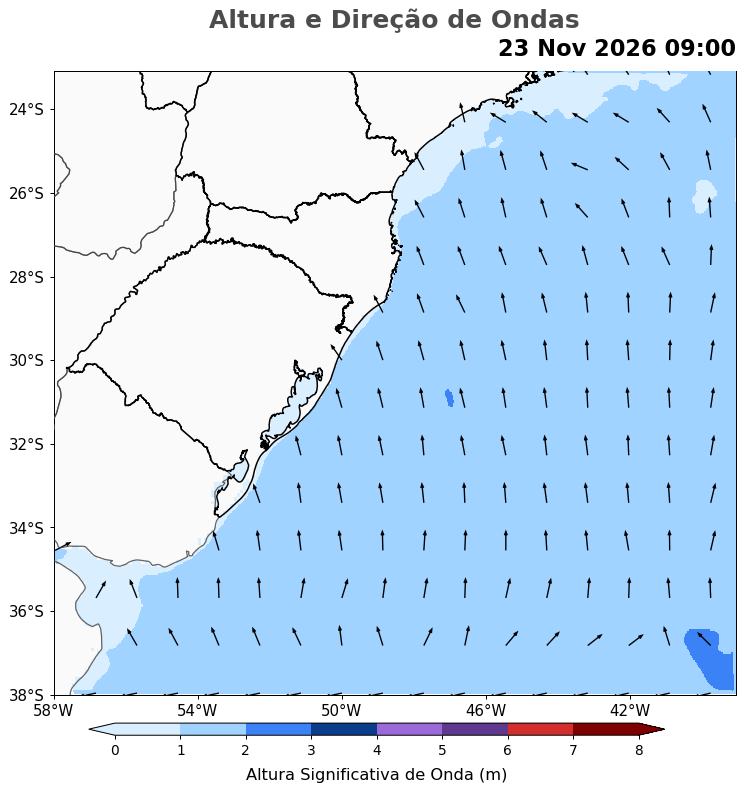 Altura e Direção de Ondas
23 Nov 2026 09:00
24°S
26°S
28°S
30°S
32°S
34°S
36°S
38°S
58°W 54°W 50°W 46°W 42°W
0 1 2 3 4 5 6 7 8
Altura Significativa de Onda (m)